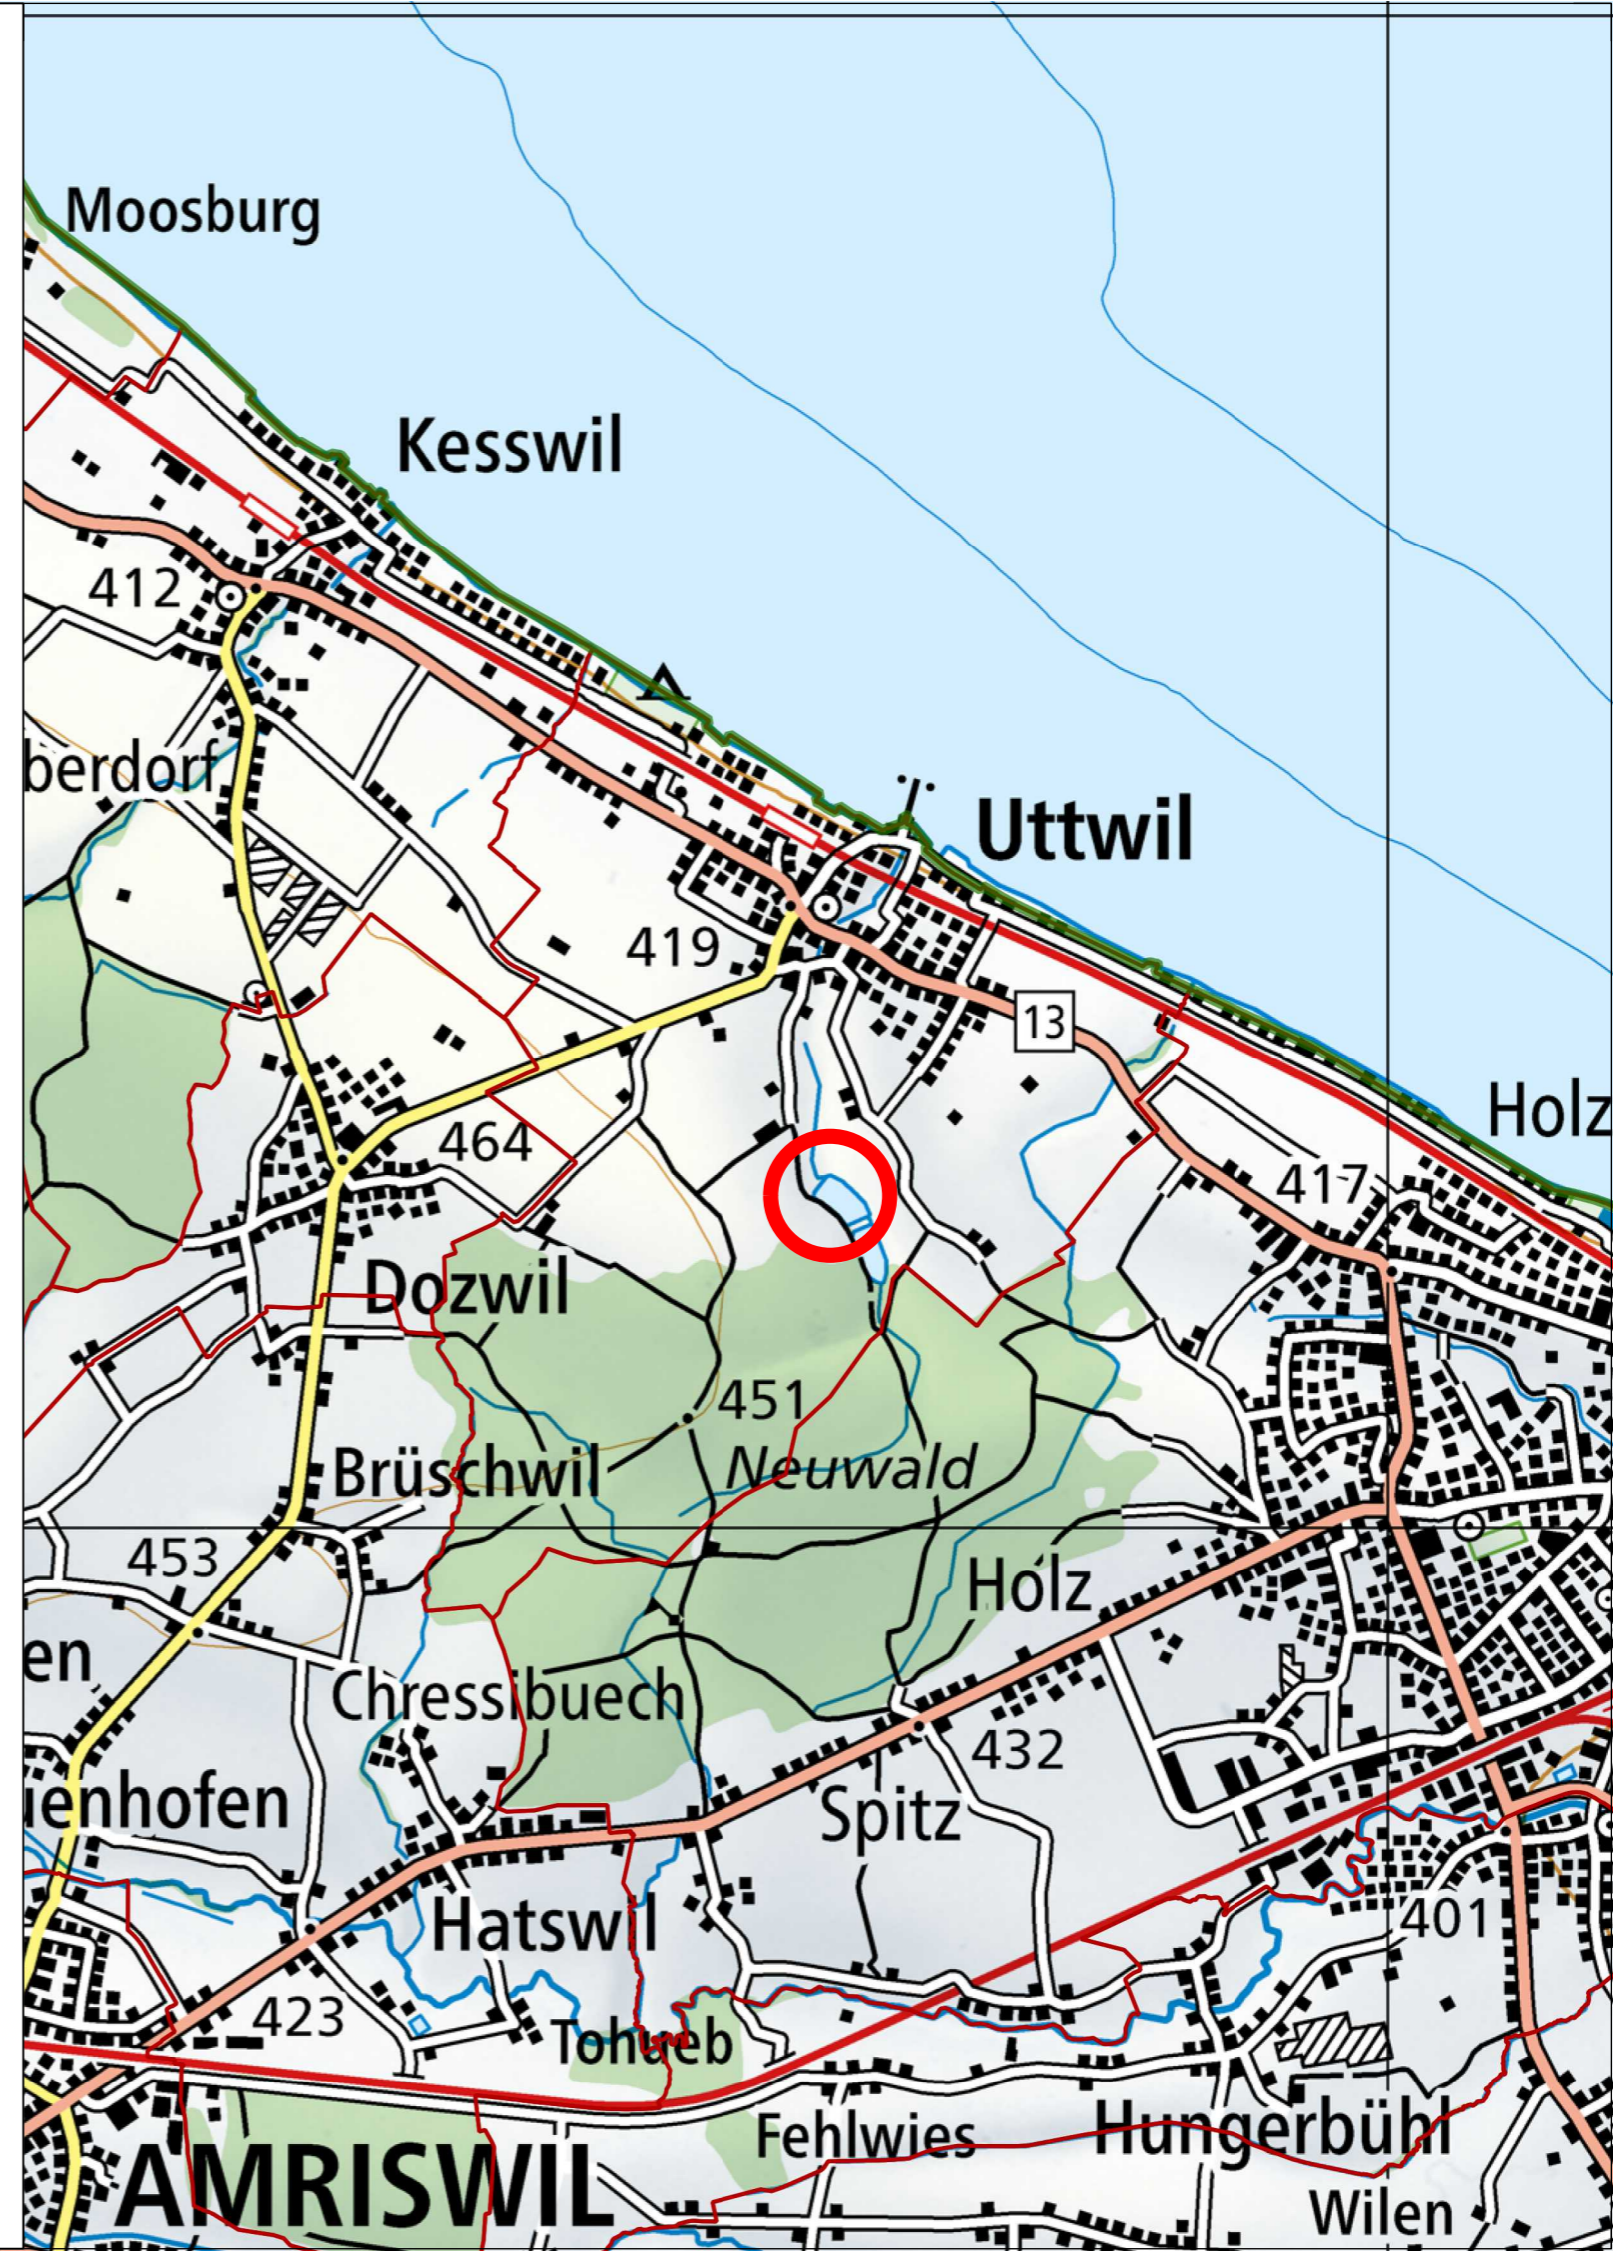 Moosburg
Kesswil
412
berdorf
Uttwil
419
13
Holz
464
417
Dozwil
451
Neuwald
Brüschwil
453
Holz
en
Chressibuech
432
Spitz
enhofen
Hatswil
401
423
Tohueb
Fehlwies
Hungerbühl
AMRISWIL
Wilen